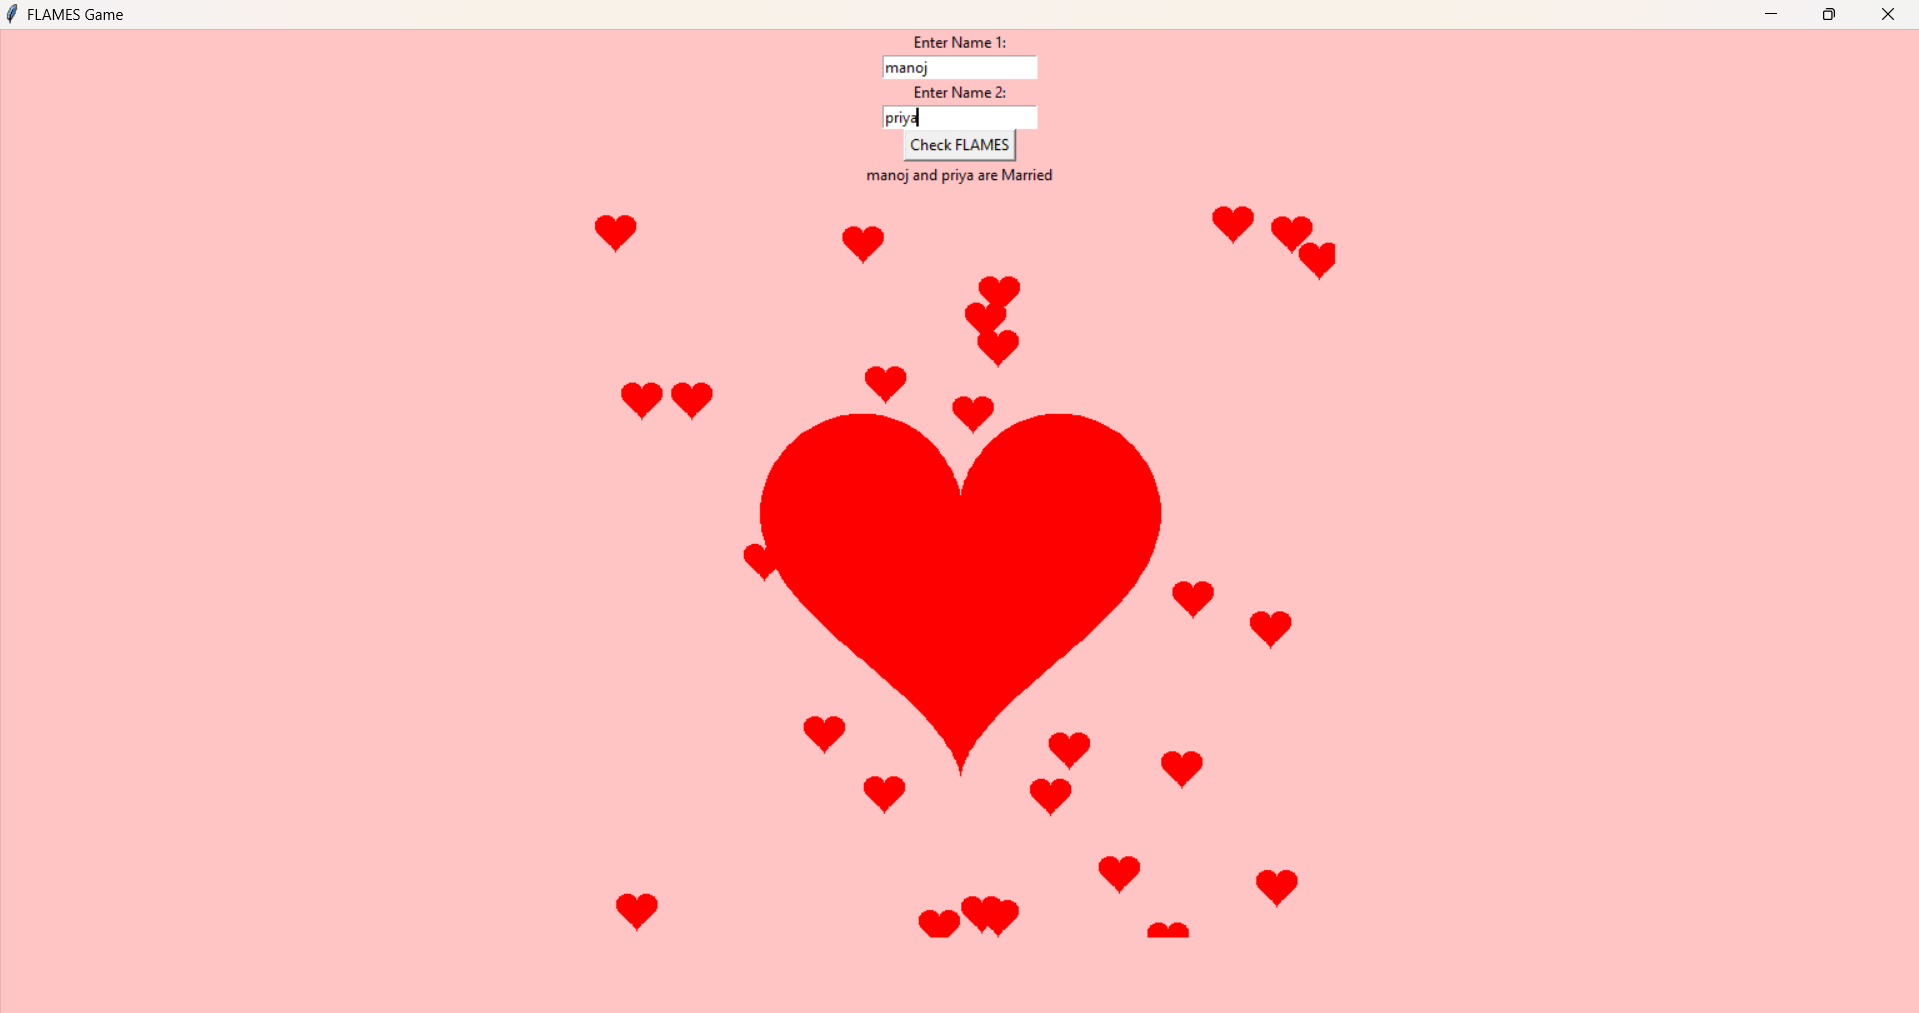 FLAMES Game
Enter Name 1:
manoj
Enter Name 2:
priya
Check FLAMES
manoj and priya are Married